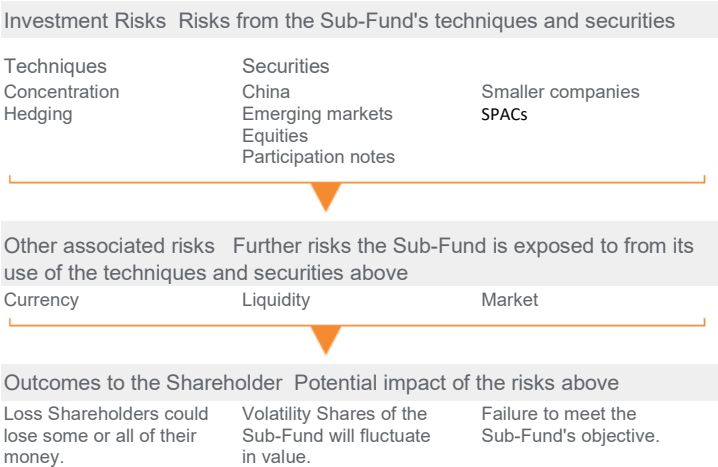 Investment Risks Risks from the Sub-Fund's techniques and securities
Techniques Securities
Concentration China Smaller companies
Hedging Emerging markets SPACs
Equities
Participation notes
Other associated risks Further risks the Sub-Fund is exposed to from its
use of the techniques and securities above
Currency Liquidity Market
Outcomes to the Shareholder Potential impact of the risks above
Loss Shareholders could Volatility Shares of the Failure to meet the
lose some or all of their Sub-Fund will fluctuate Sub-Fund's objective.
money. in value.